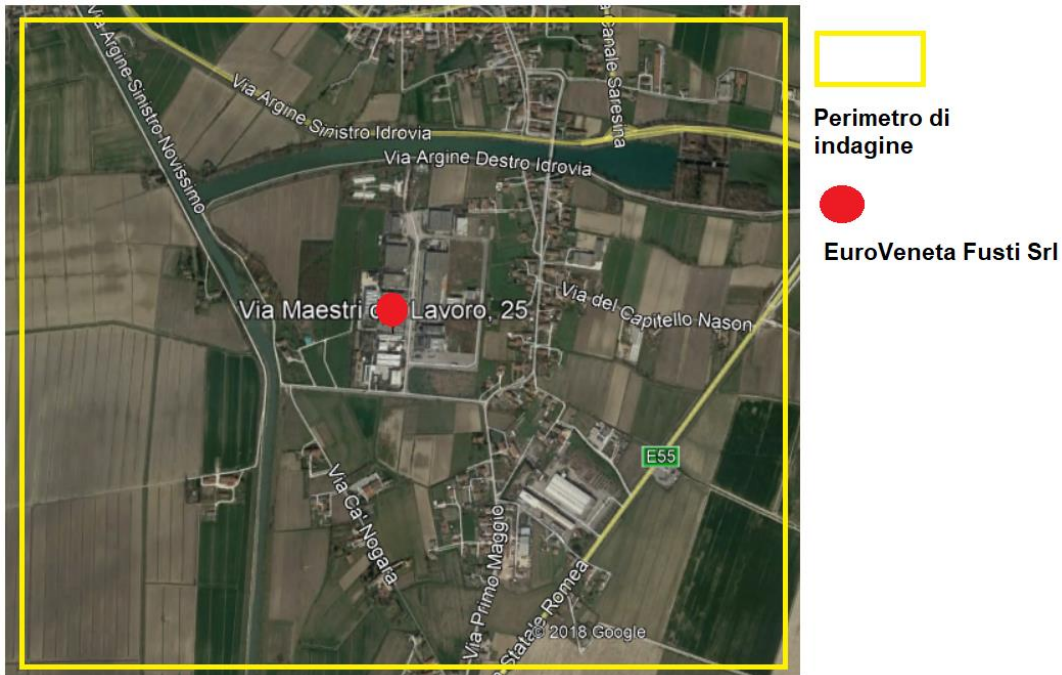 Via Argine Sinistro Novissimo
Via Argine Sinistro Idrovia
Canale Saresina
Via Argine Destro Idrovia
Via Maestri Lavoro, 25.
Via del Capitello Nason
E55
Via Ca' Nogara
Via Primo Maggio
Statale Romea
© 2018 Google
Perimetro di
indagine
EuroVeneta Fusti Srl